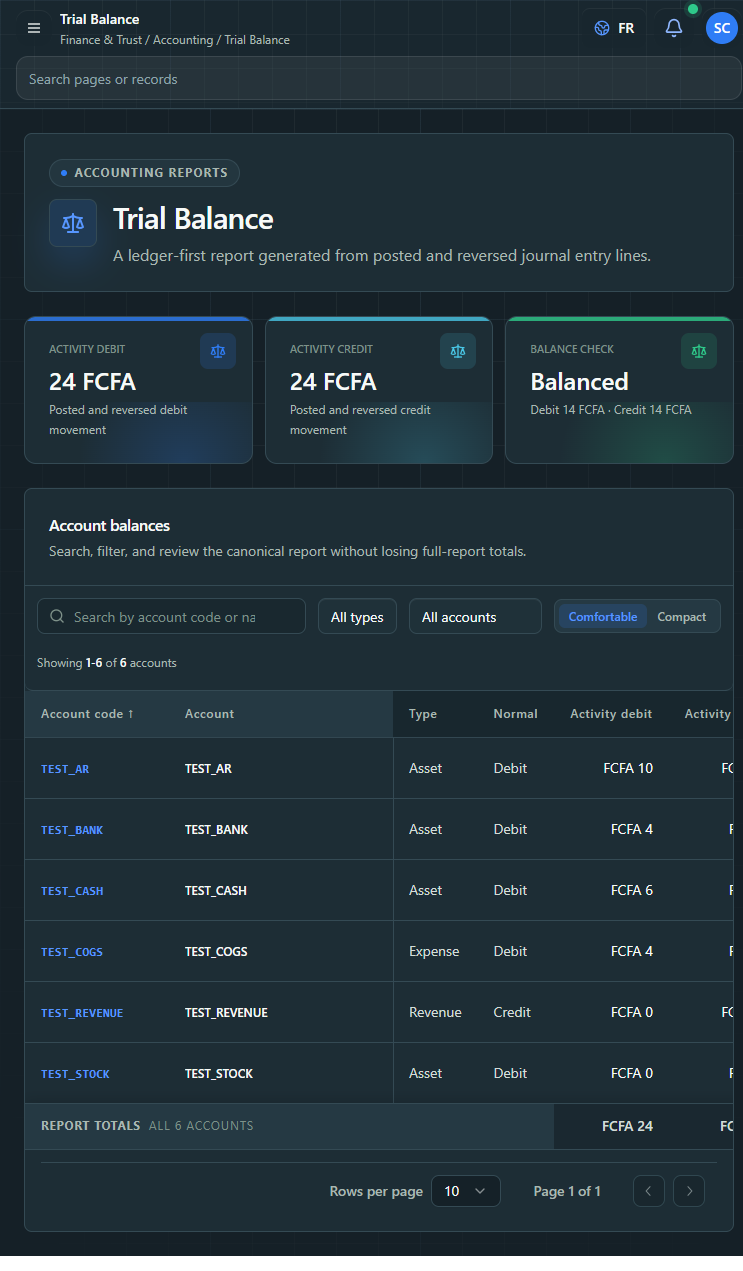 Trial Balance
Finance & Trust / Accounting / Trial Balance
FR
SC
Search pages or records
ACCOUNTING REPORTS
Trial Balance
A ledger-first report generated from posted and reversed journal entry lines.
ACTIVITY DEBIT
24 FCFA
Posted and reversed debit
movement
ACTIVITY CREDIT
24 FCFA
Posted and reversed credit
movement
BALANCE CHECK
Balanced
Debit 14 FCFA · Credit 14 FCFA
Account balances
Search, filter, and review the canonical report without losing full-report totals.
Search by account code or na
All types
All accounts
Comfortable
Compact
Showing 1-6 of 6 accounts
Account code ↑ Account Type Normal Activity debit Activity
TEST_AR TEST_AR Asset Debit FCFA 10
TEST_BANK TEST_BANK Asset Debit FCFA 4
TEST_CASH TEST_CASH Asset Debit FCFA 6
TEST_COGS TEST_COGS Expense Debit FCFA 4
TEST_REVENUE TEST_REVENUE Revenue Credit FCFA 0
TEST_STOCK TEST_STOCK Asset Debit FCFA 0
REPORT TOTALS ALL 6 ACCOUNTS FCFA 24
Rows per page 10 Page 1 of 1